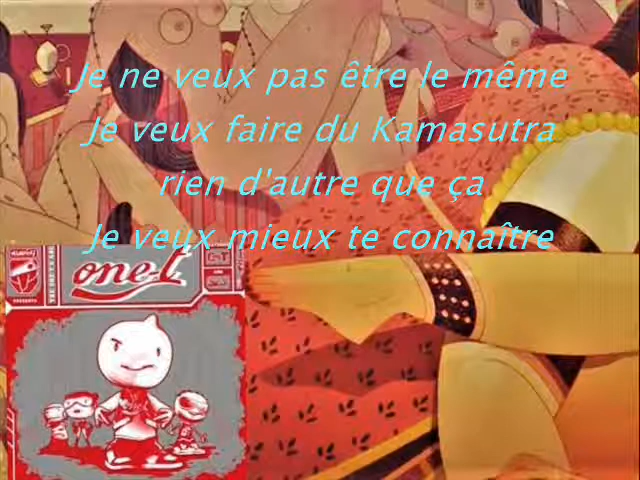 Je ne veux pas être le même
Je veux faire du Kamasutra
rien d'autre que ça
Je veux mieux te connaître
one-t
PRESENTS